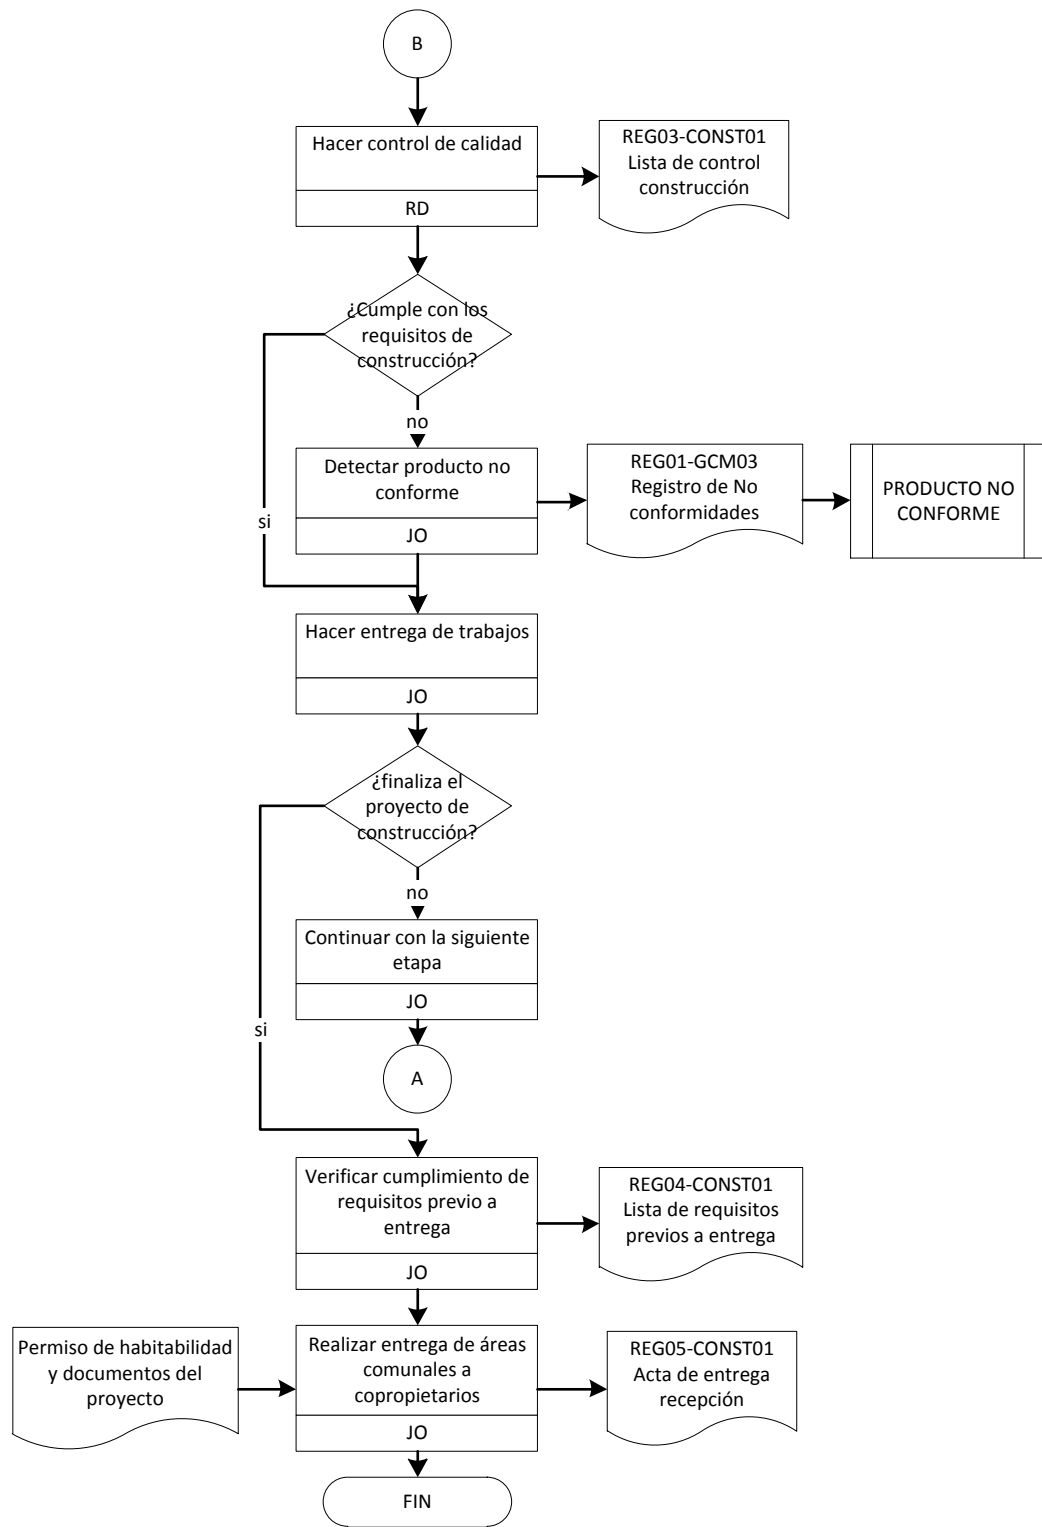 B
Hacer control de calidad
RD
REG03-CONST01
Lista de control
construcción
¿Cumple con los
requisitos de
construcción?
no
si
Detectar producto no
conforme
JO
REG01-GCM03
Registro de No
conformidades
PRODUCTO NO
CONFORME
Hacer entrega de trabajos
JO
¿finaliza el
proyecto de
construcción?
no
si
Continuar con la siguiente
etapa
JO
A
Verificar cumplimiento de
requisitos previo a
entrega
JO
REG04-CONST01
Lista de requisitos
previos a entrega
Permiso de habitabilidad
y documentos del
proyecto
Realizar entrega de áreas
comunales a
copropietarios
JO
REG05-CONST01
Acta de entrega
recepción
FIN